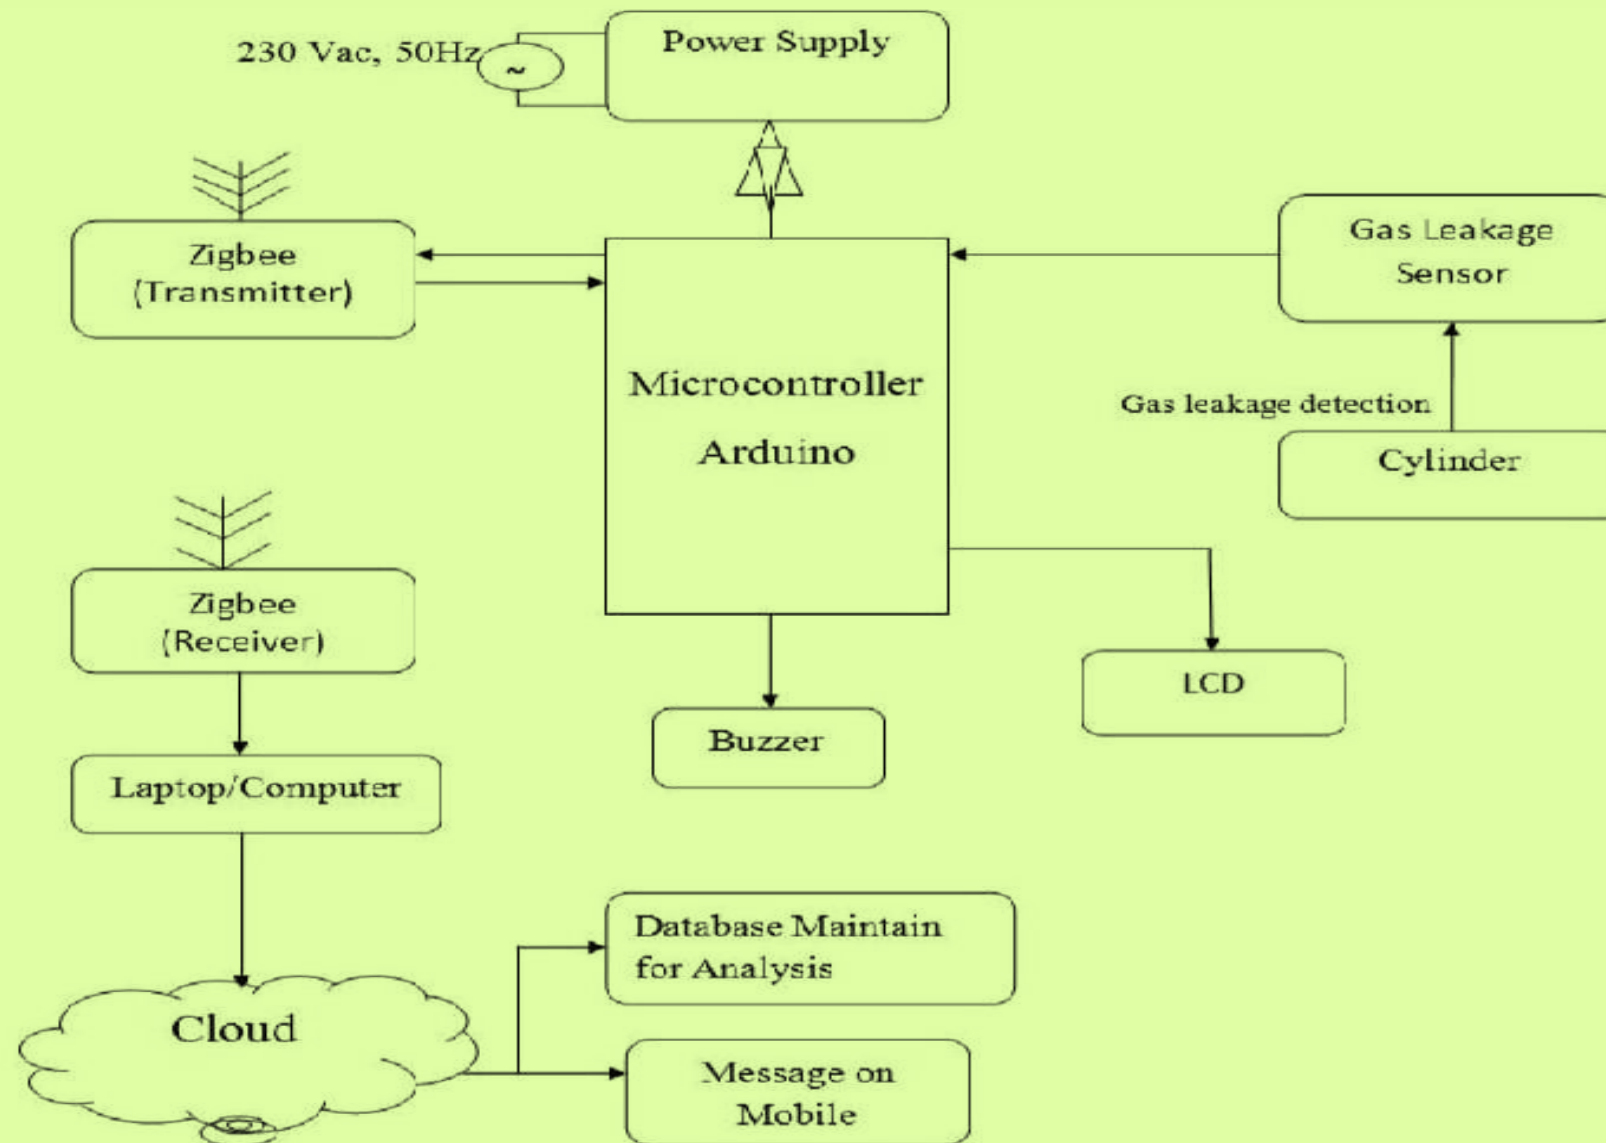 230 Vac, 50Hz
~
Power Supply
Zigbee
(Transmitter)
Gas Leakage
Sensor
Microcontroller
Arduino
Gas leakage detection
Cylinder
Zigbee
(Receiver)
LCD
Buzzer
Laptop/Computer
Database Maintain
for Analysis
Cloud
Message on
Mobile